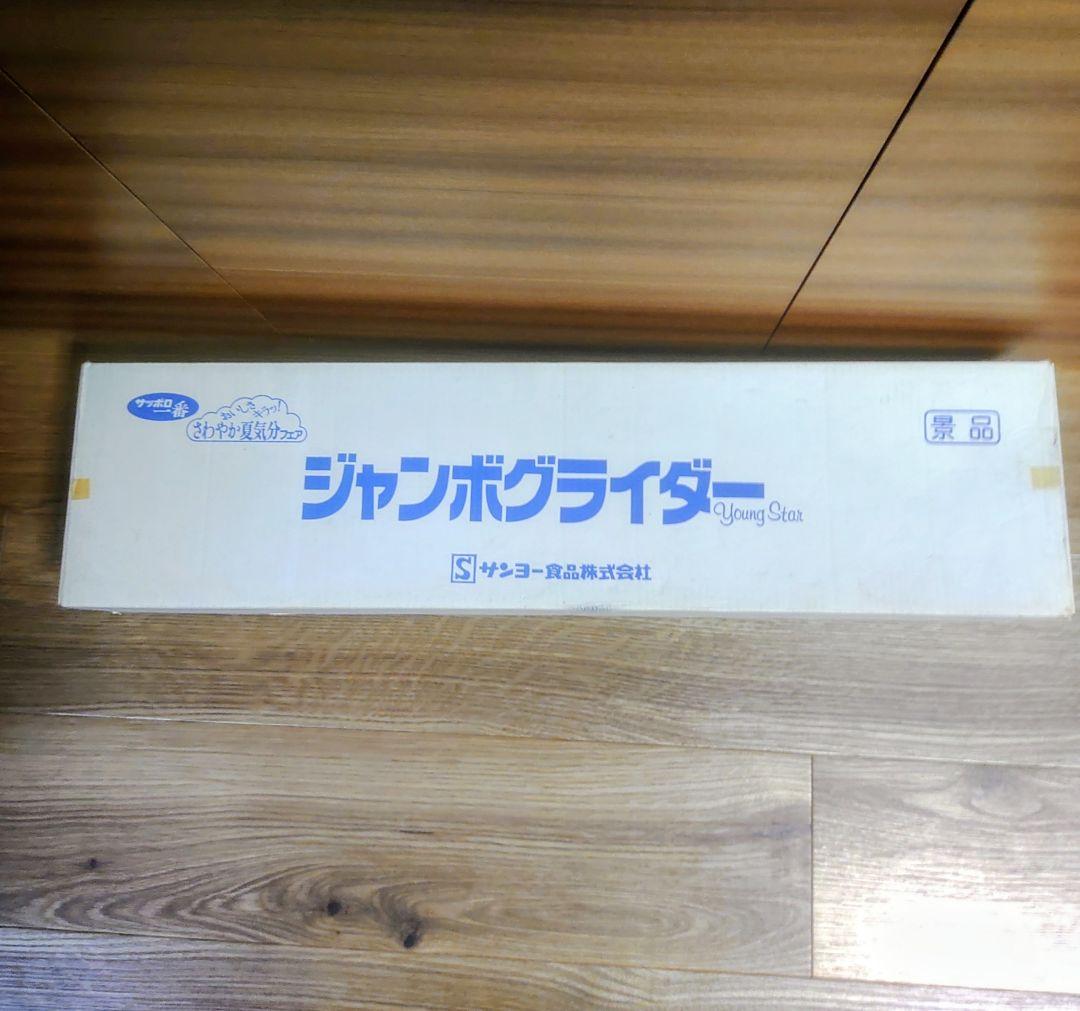 サッポロ
一番
おいしさ
キラッ!
さわやか夏気分フェア
景品
ジャンボグライダー
Young Star
S サンヨー食品株式会社